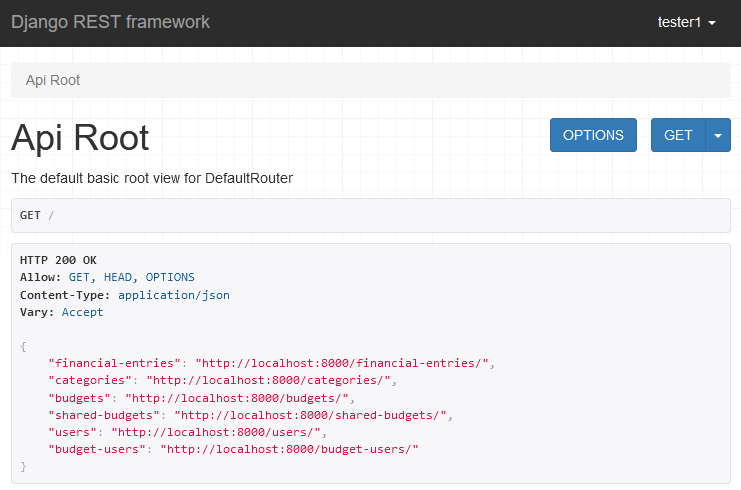 Django REST framework
tester1
Api Root
Api Root
OPTIONS
GET
The default basic root view for DefaultRouter
GET /
HTTP 200 OK
Allow: GET, HEAD, OPTIONS
Content-Type: application/json
Vary: Accept
{
    "financial-entries": "http://localhost:8000/financial-entries/",
    "categories": "http://localhost:8000/categories/",
    "budgets": "http://localhost:8000/budgets/",
    "shared-budgets": "http://localhost:8000/shared-budgets/",
    "users": "http://localhost:8000/users/",
    "budget-users": "http://localhost:8000/budget-users/"
}